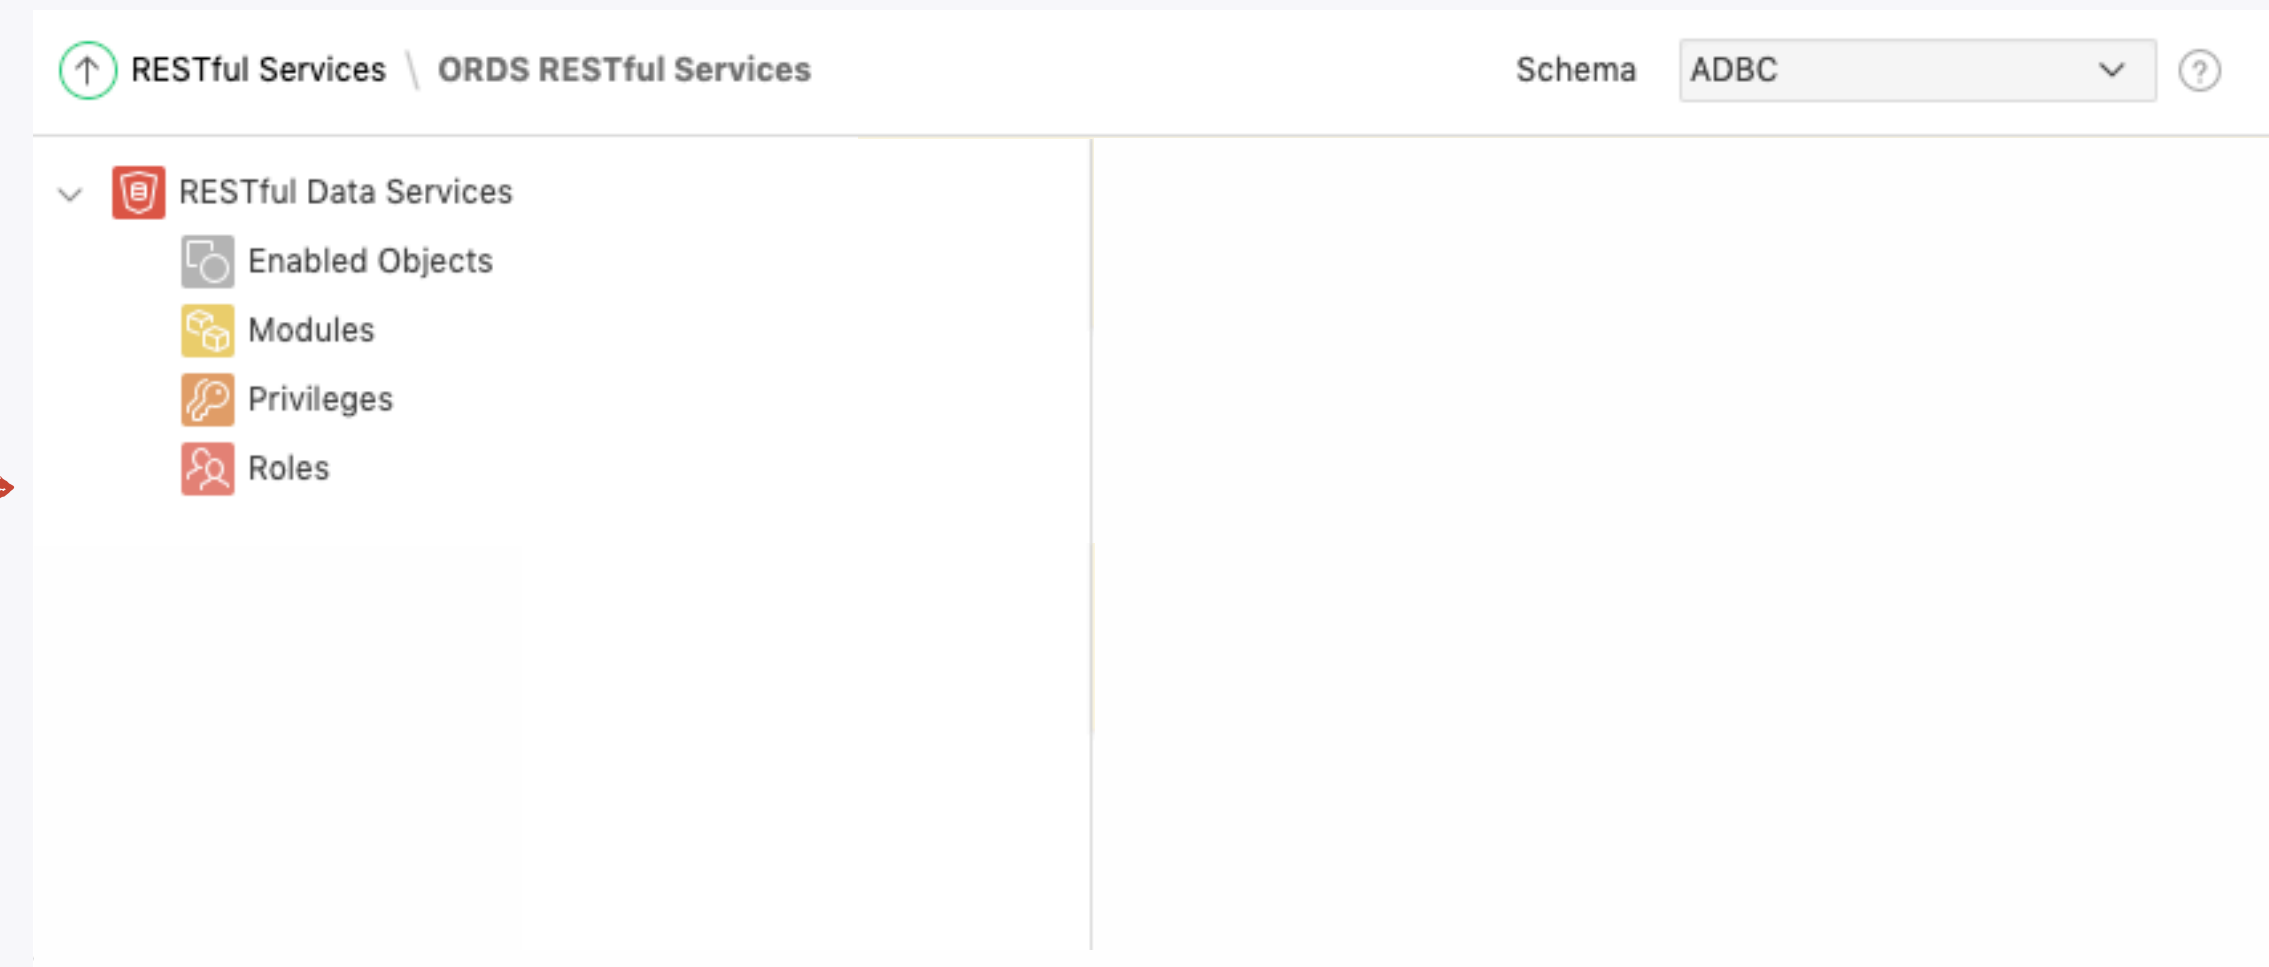 RESTful Services \ ORDS RESTful Services Schema ADBC ?
RESTful Data Services
Enabled Objects
Modules
Privileges
Roles